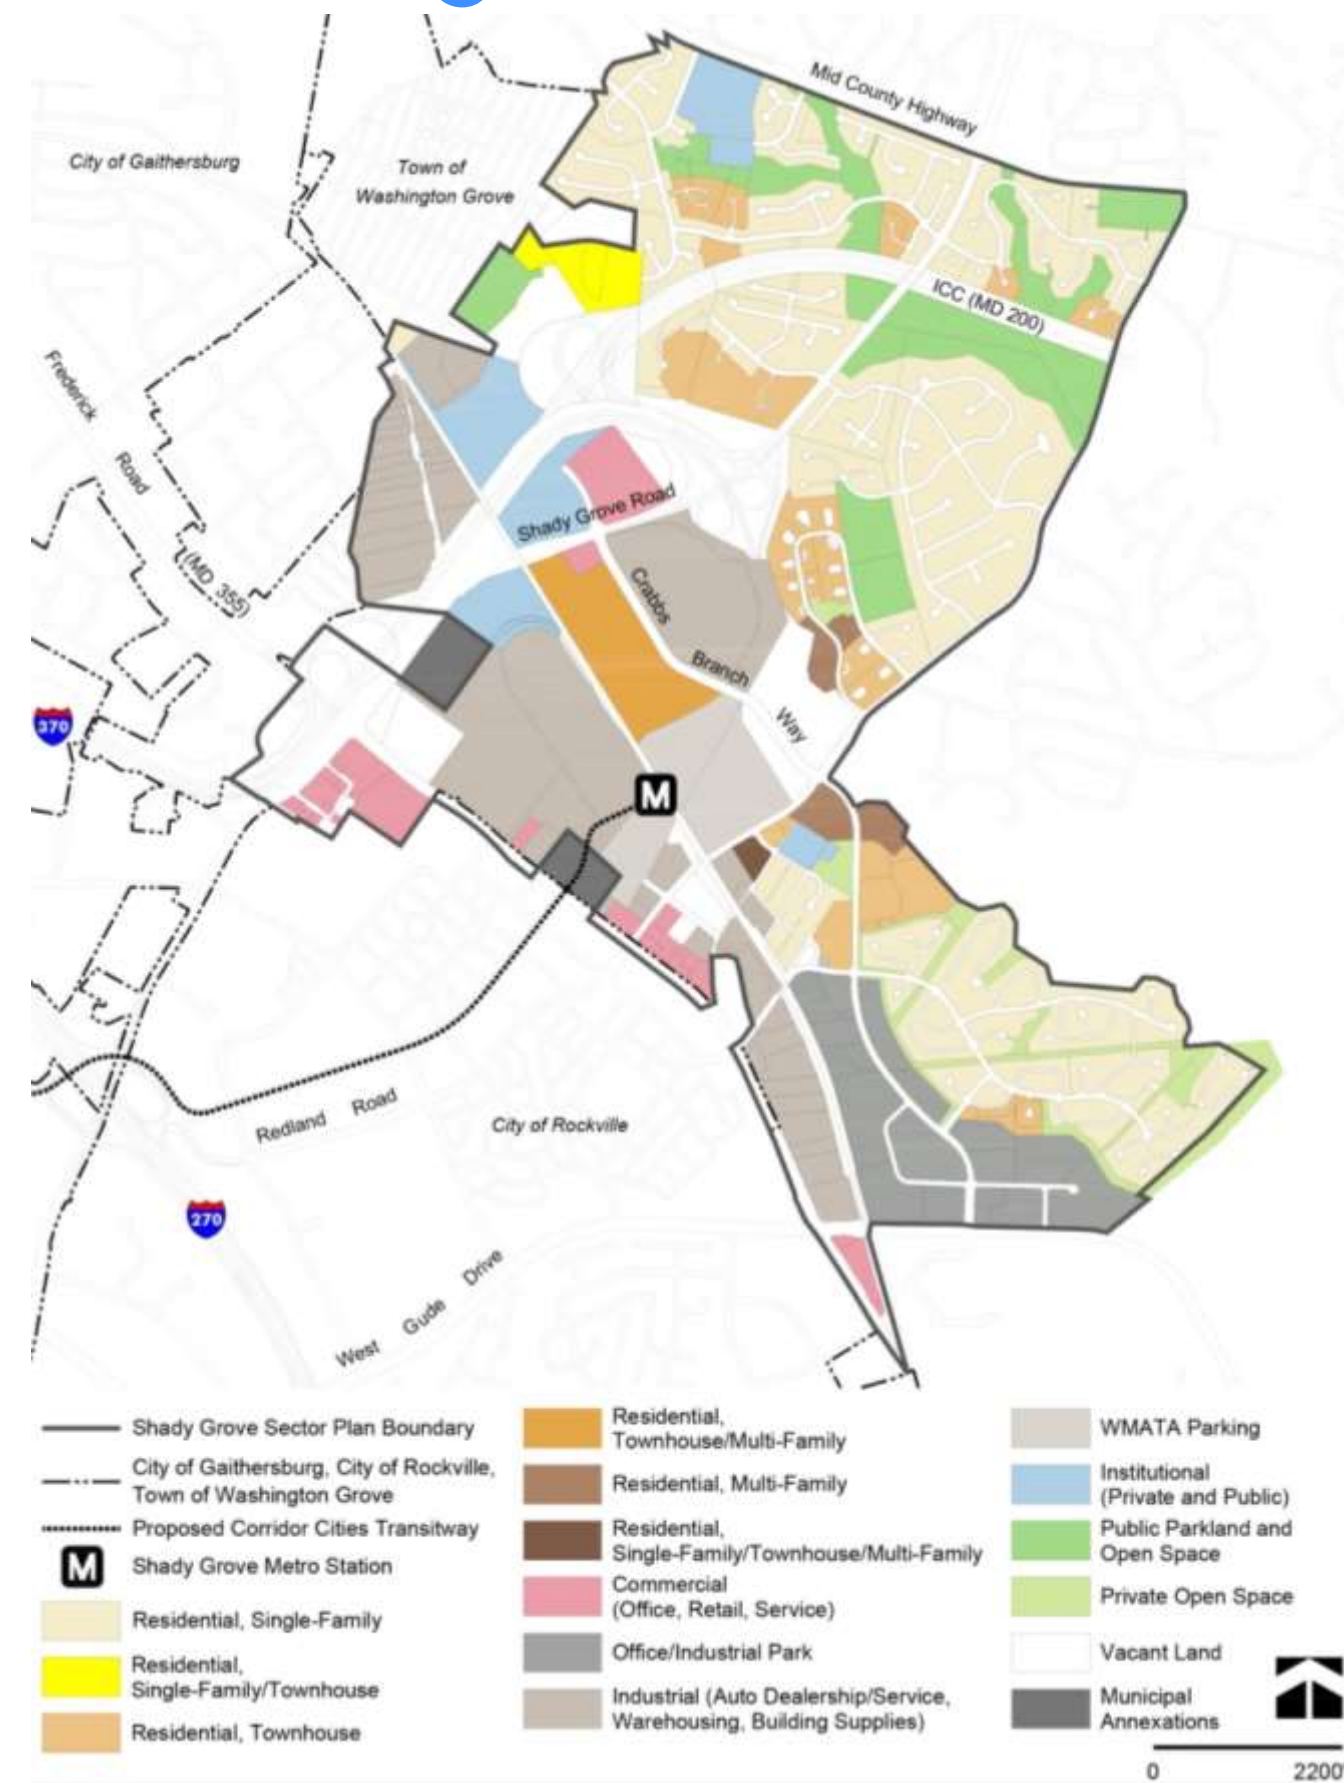 Mid County Highway
City of Gaithersburg
Town of
Washington Grove
ICC (MD 200)
Frederick
Road
(MD 355)
Shady Grove Road
Crabbs
Branch
Way
370
M
Redland Road
City of Rockville
270
West Gude Drive
Shady Grove Sector Plan Boundary
City of Gaithersburg, City of Rockville,
Town of Washington Grove
Proposed Corridor Cities Transitway
M
Shady Grove Metro Station
Residential, Single-Family
Residential,
Single-Family/Townhouse
Residential, Townhouse
Residential,
Townhouse/Multi-Family
Residential, Multi-Family
Residential,
Single-Family/Townhouse/Multi-Family
Commercial
(Office, Retail, Service)
Office/Industrial Park
Industrial (Auto Dealership/Service,
Warehousing, Building Supplies)
WMATA Parking
Institutional
(Private and Public)
Public Parkland and
Open Space
Private Open Space
Vacant Land
Municipal
Annexations
0 2200